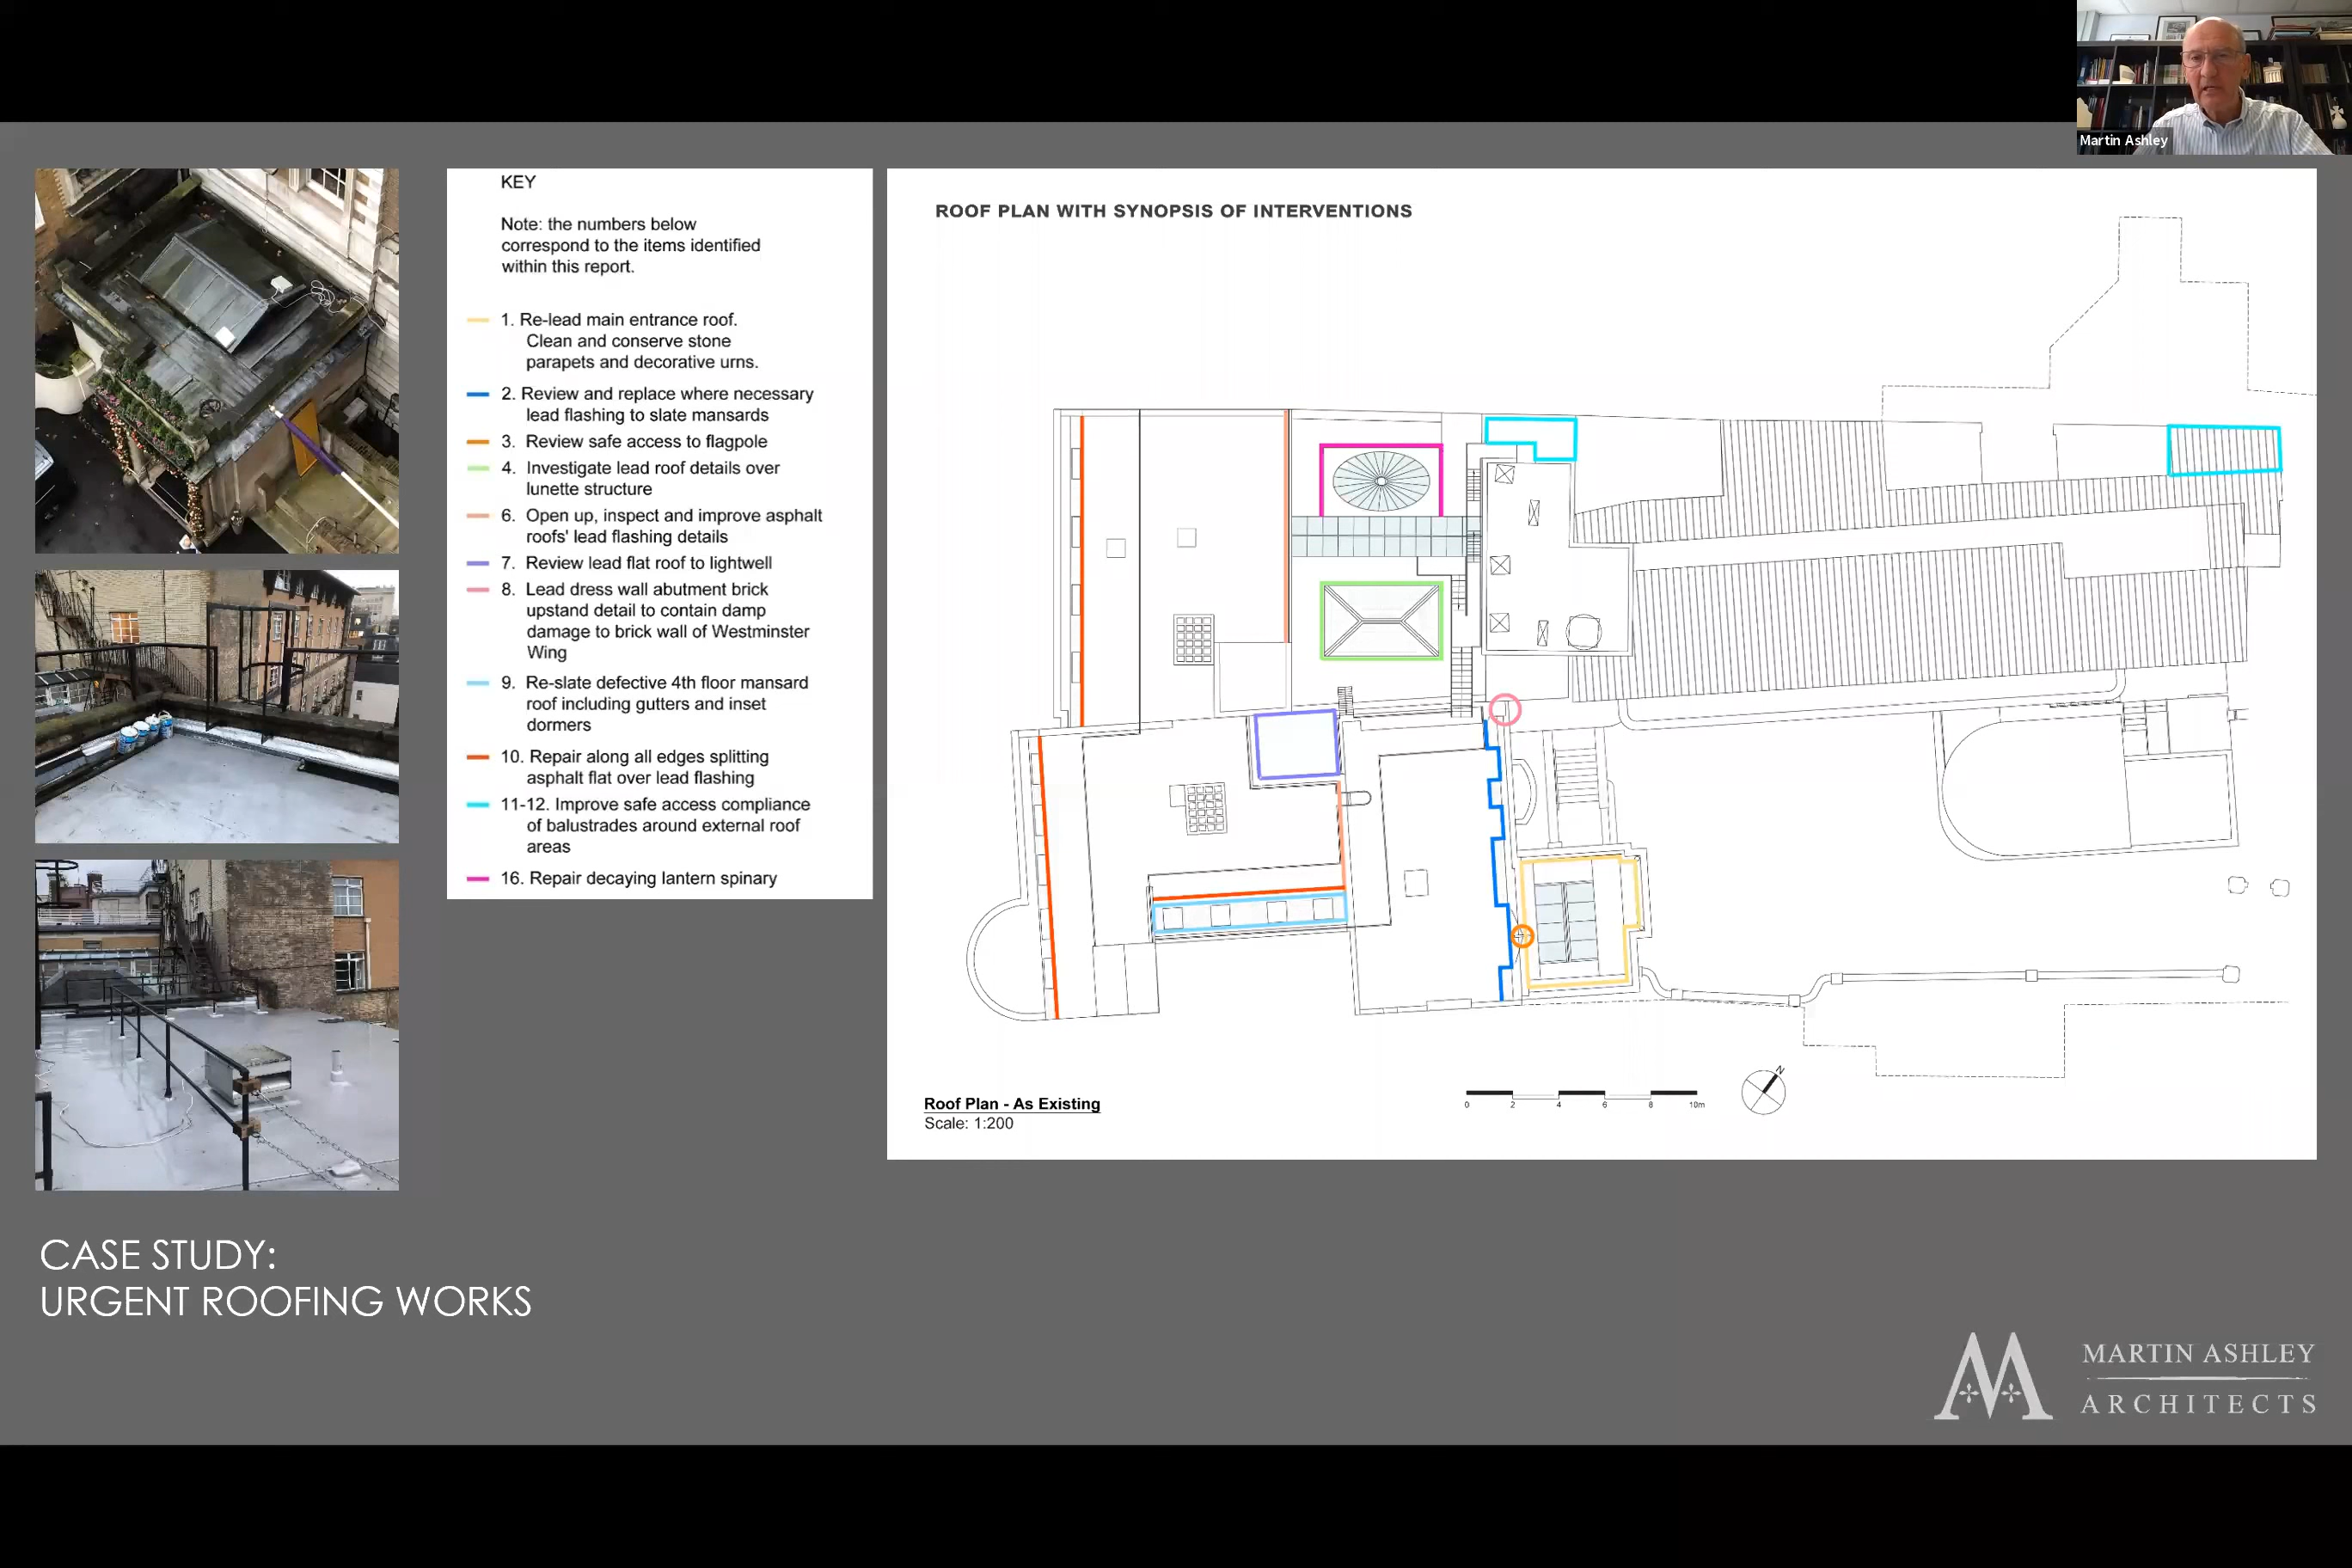 Martin Ashley
KEY
Note: the numbers below
correspond to the items identified
within this report.
1. Re-lead main entrance roof.
Clean and conserve stone
parapets and decorative urns.
2. Review and replace where necessary
lead flashing to slate mansards
3. Review safe access to flagpole
4. Investigate lead roof details over
lunette structure
6. Open up, inspect and improve asphalt
roofs' lead flashing details
7. Review lead flat roof to lightwell
8. Lead dress wall abutment brick
upstand detail to contain damp
damage to brick wall of Westminster
Wing
9. Re-slate defective 4th floor mansard
roof including gutters and inset
dormers
10. Repair along all edges splitting
asphalt flat over lead flashing
11-12. Improve safe access compliance
of balustrades around external roof
areas
16. Repair decaying lantern spinary
ROOF PLAN WITH SYNOPSIS OF INTERVENTIONS
Roof Plan - As Existing
Scale: 1:200
0 2 4 6 8 10m
N
CASE STUDY:
URGENT ROOFING WORKS
MARTIN ASHLEY
ARCHITECTS